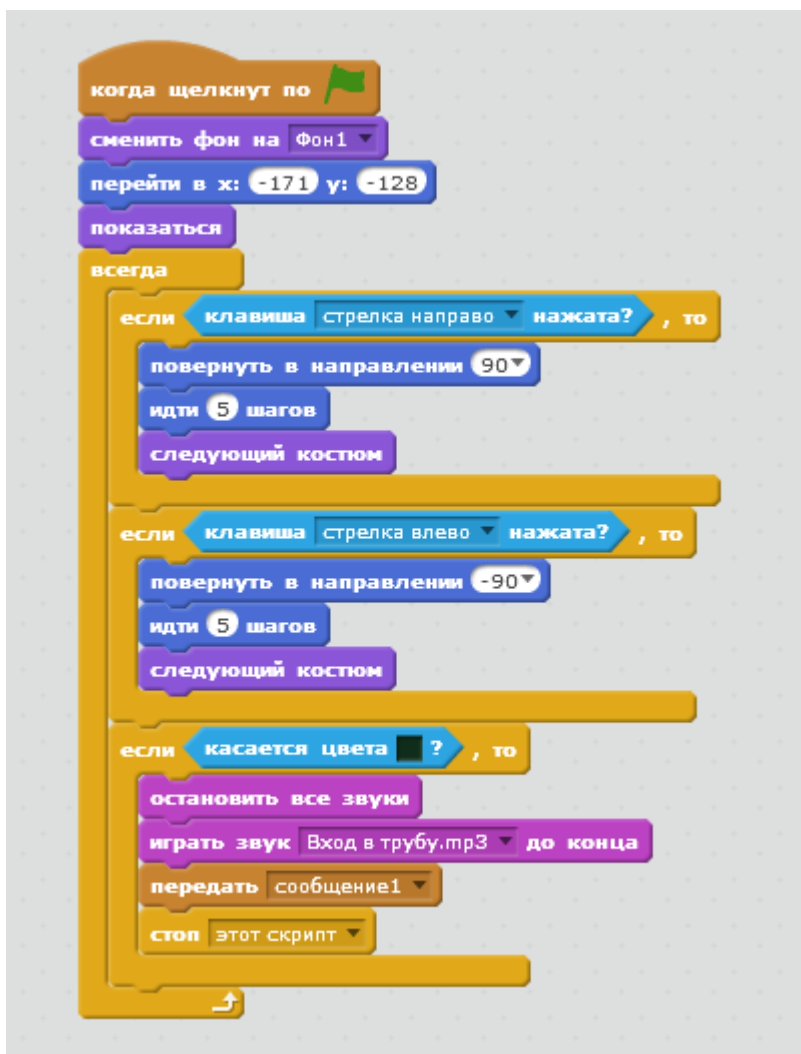 когда щелкнут по
сменить фон на Фон1
перейти в x: -171 y: -128
показаться
всегда
если клавиша стрелка направо нажата? , то
повернуть в направлении 90
идти 5 шагов
следующий костюм
если клавиша стрелка влево нажата? , то
повернуть в направлении -90
идти 5 шагов
следующий костюм
если касается цвета ? , то
остановить все звуки
играть звук Вход в трубу.mp3 до конца
передать сообщение1
стоп этот скрипт